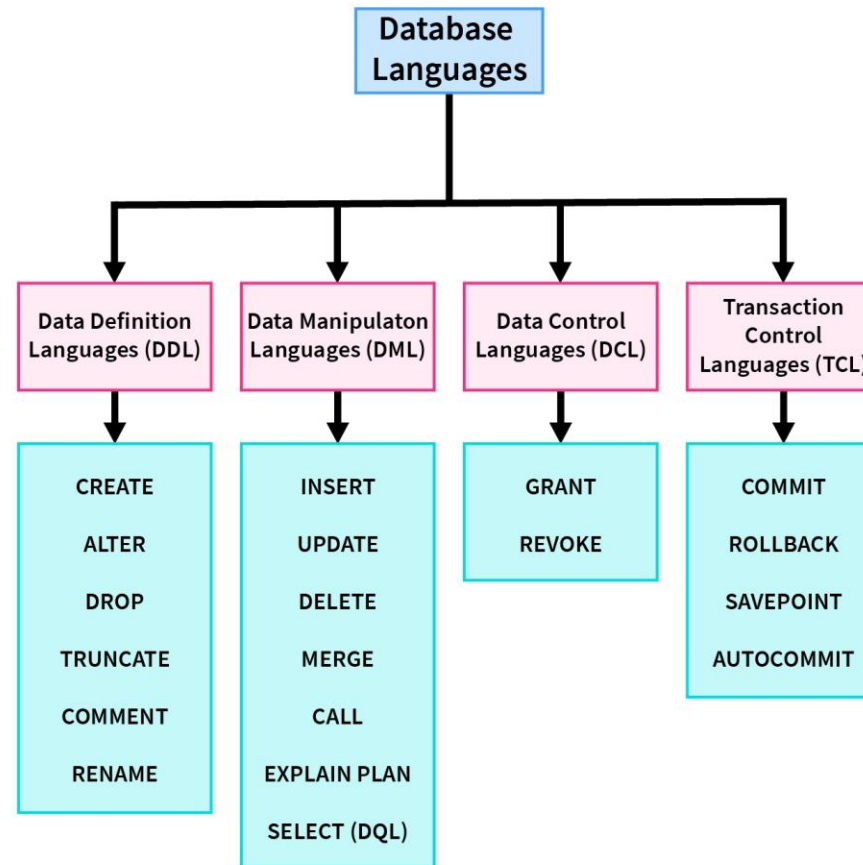 Database
Languages
Data Definition
Languages (DDL)
Data Manipulaton
Languages (DML)
Data Control
Languages (DCL)
Transaction
Control
Languages (TCL)
CREATE
ALTER
DROP
TRUNCATE
COMMENT
RENAME
INSERT
UPDATE
DELETE
MERGE
CALL
EXPLAIN PLAN
SELECT (DQL)
GRANT
REVOKE
COMMIT
ROLLBACK
SAVEPOINT
AUTOCOMMIT